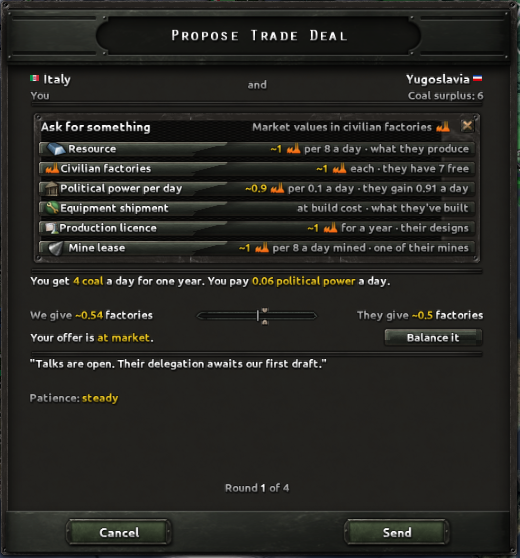 PROPOSE TRADE DEAL
Italy and Yugoslavia
You Coal surplus: 6
Ask for something Market values in civilian factories
Resource ~1 per 8 a day · what they produce
Civilian factories ~1 each · they have 7 free
Political power per day ~0.9 per 0.1 a day · they gain 0.91 a day
Equipment shipment at build cost · what they've built
Production licence ~1 for a year · their designs
Mine lease ~1 per 8 a day mined · one of their mines
You get 4 coal a day for one year. You pay 0.06 political power a day.
We give ~0.54 factories They give ~0.5 factories
Your offer is at market. Balance it
"Talks are open. Their delegation awaits our first draft."
Patience: steady
Round 1 of 4
Cancel Send